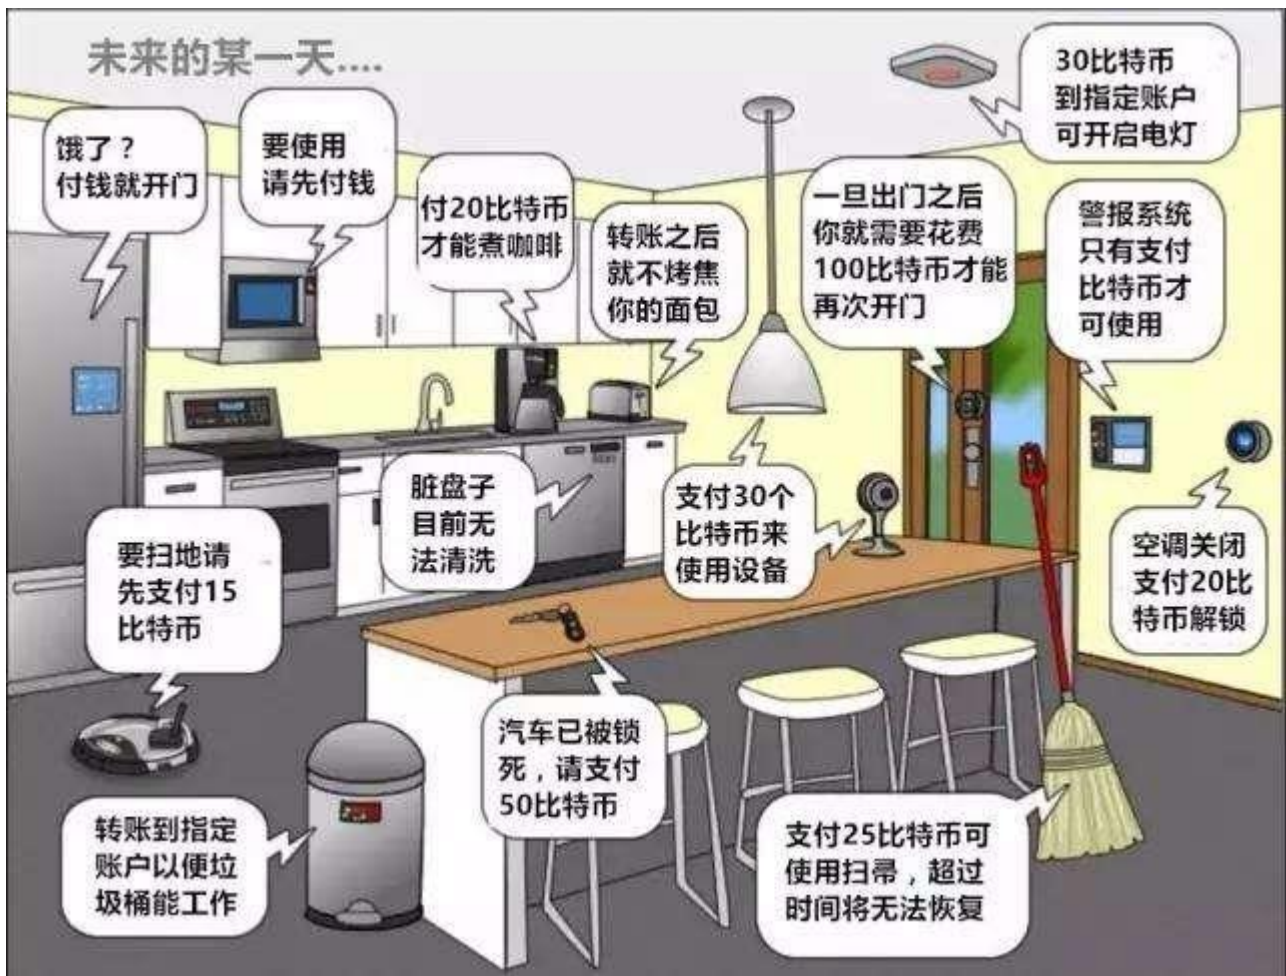 未来的某一天....
饿了？
付钱就开门
要使用
请先付钱
付20比特币
才能煮咖啡
转账之后
就不烤焦
你的面包
一旦出门之后
你就需要花费
100比特币才能
再次开门
30比特币
到指定账户
可开启电灯
警报系统
只有支付
比特币才
可使用
脏盘子
目前无
法清洗
支付30个
比特币来
使用设备
空调关闭
支付20比
特币解锁
要扫地请
先支付15
比特币
汽车已被锁
死，请支付
50比特币
转账到指定
账户以便垃
圾桶能工作
支付25比特币可
使用扫帚，超过
时间将无法恢复